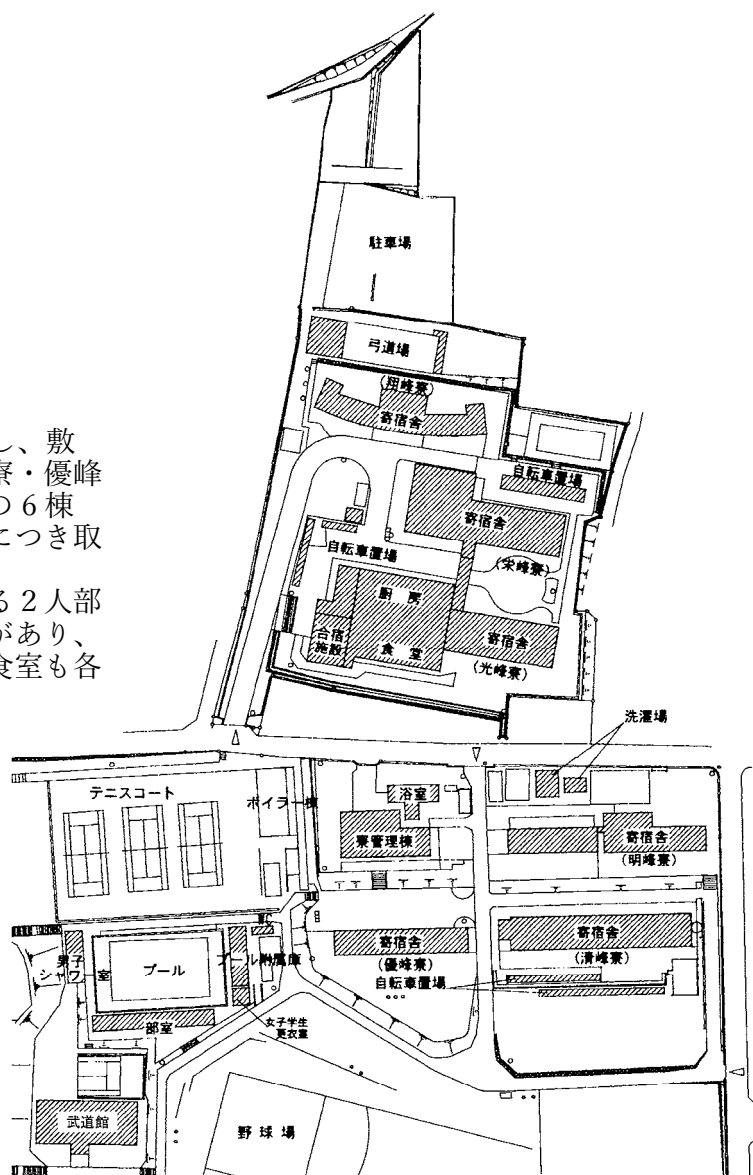 駐車場
弓道場
(翔峰寮)
寄宿舎
自転車置場
寄宿舎
自転車置場
(栄峰寮)
厨房
合宿
施設
食堂
寄宿舎
(光峰寮)
し、敷
寮・優峰
の6棟
につき取
る2人部
があり、
食室も各
洗濯場
テニスコート
ボイラー棟
浴室
寮管理棟
寄宿舎
(明峰寮)
WC
男子
シャワー室
プール
プール附属庫
寄宿舎
(優峰寮)
寄宿舎
(清峰寮)
自転車置場
部室
女子学生
更衣室
武道館
野球場